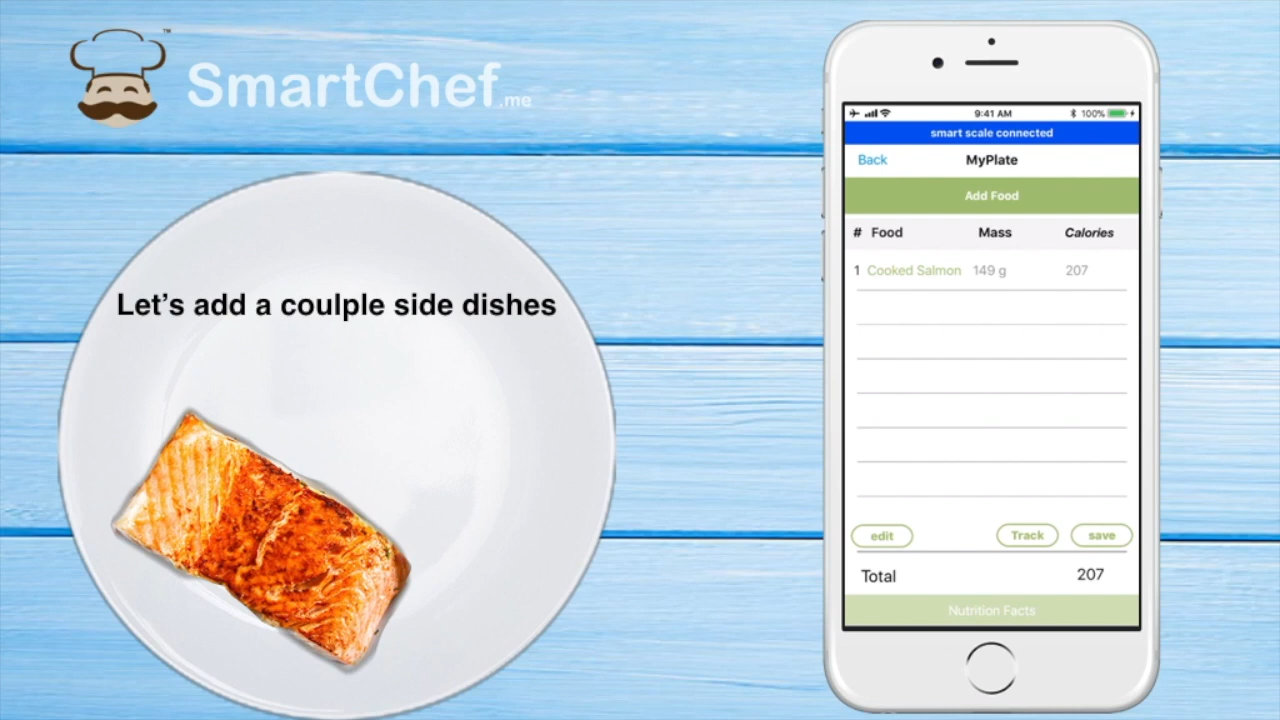 ™
SmartChef.me
Let's add a coulple side dishes
9:41 AM 100%
smart scale connected
Back MyPlate
Add Food
# Food Mass Calories
1 Cooked Salmon 149 g 207
edit Track save
Total 207
Nutrition Facts